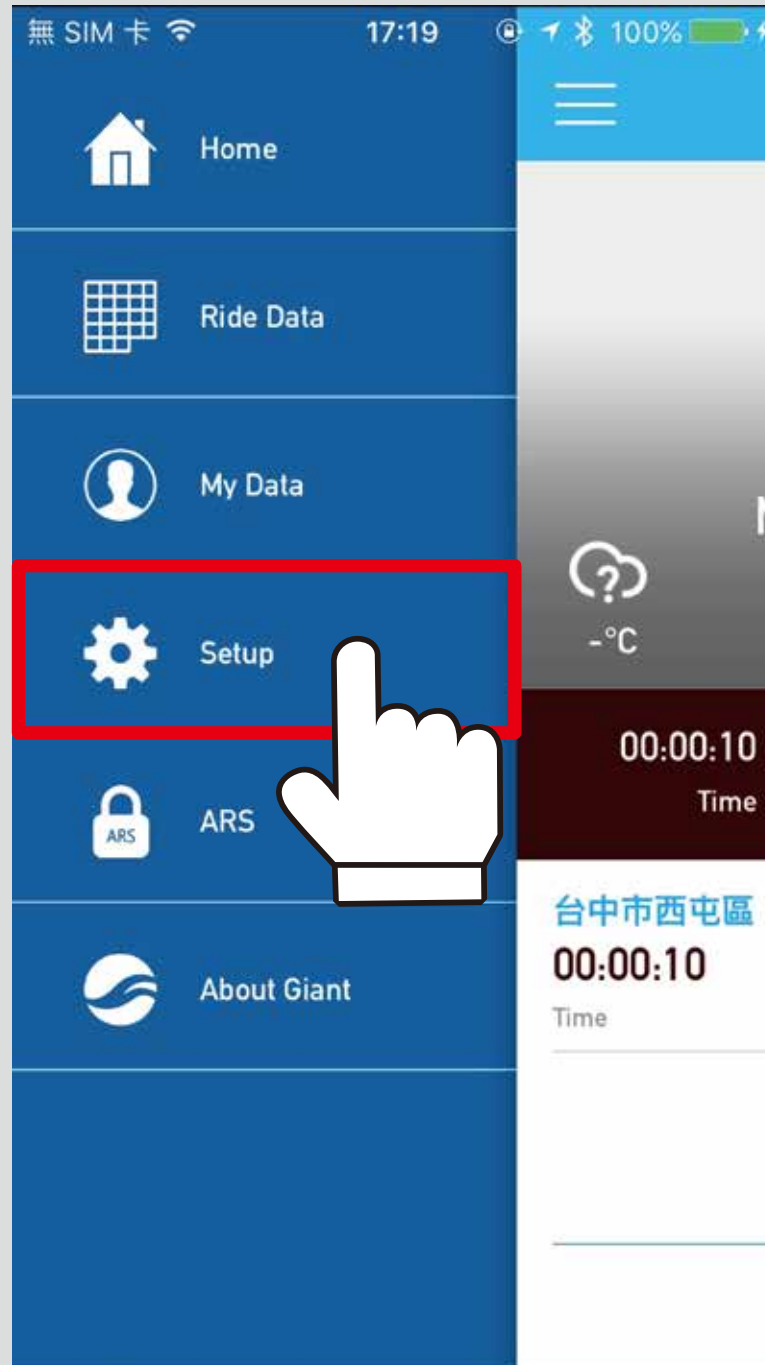 無 SIM 卡 17:19 100%
Home
Ride Data
My Data
-°C
Setup
00:00:10
Time
ARS
ARS
台中市西屯區
00:00:10
About Giant
Time